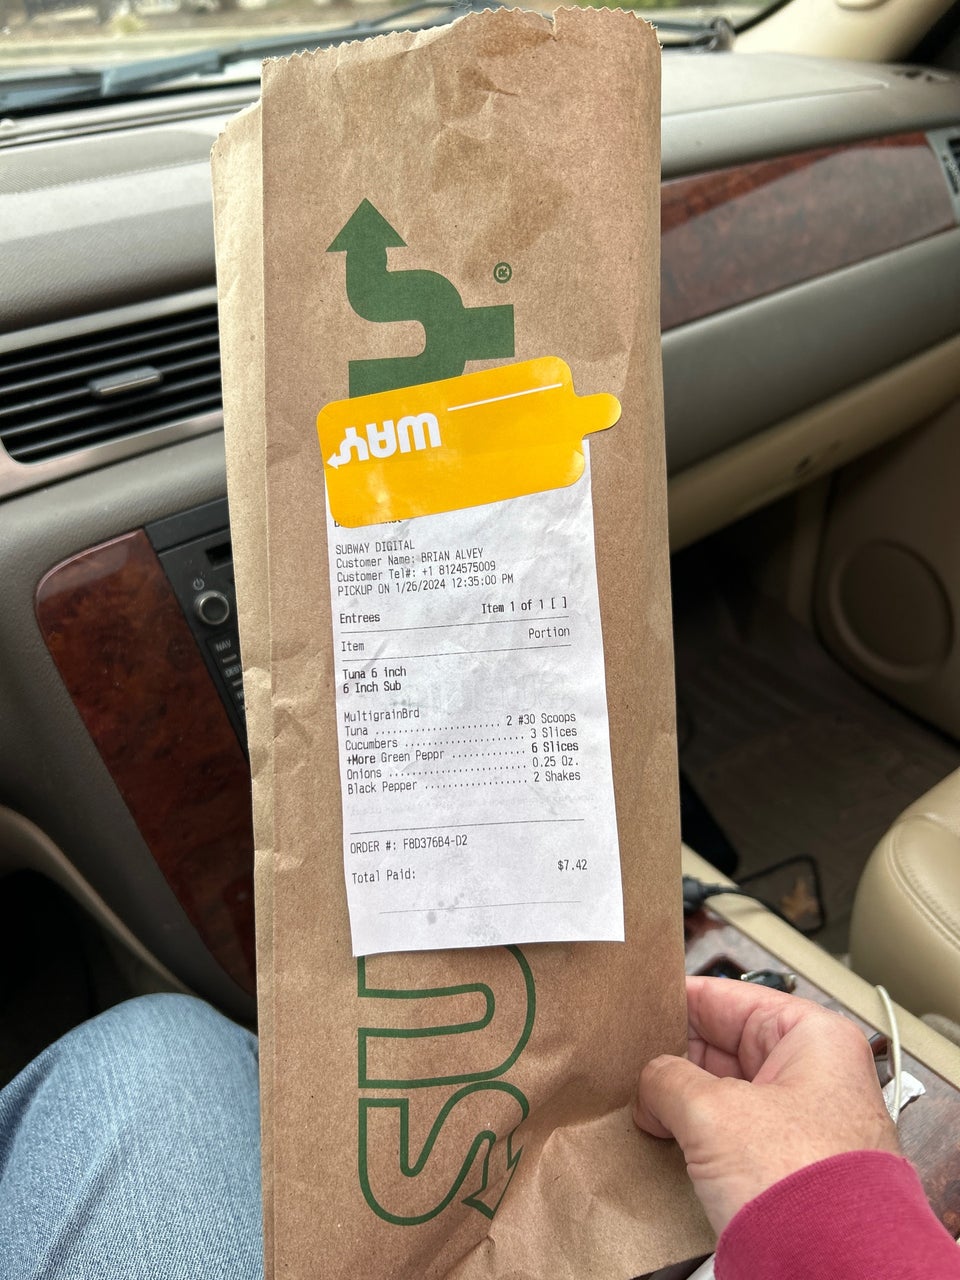 ®
WAY
SUBWAY DIGITAL
Customer Name: BRIAN ALVEY
Customer Tel#: +1 8124575009
PICKUP ON 1/26/2024 12:35:00 PM
Entrees Item 1 of 1 [ ]
Item Portion
Tuna 6 inch
6 Inch Sub
MultigrainBrd
Tuna .................... 2 #30 Scoops
Cucumbers .................... 3 Slices
+More Green Peppr ............ 6 Slices
Onions ....................... 0.25 Oz.
Black Pepper ................. 2 Shakes
ORDER #: F8D376B4-D2
Total Paid: $7.42
SU
NAV